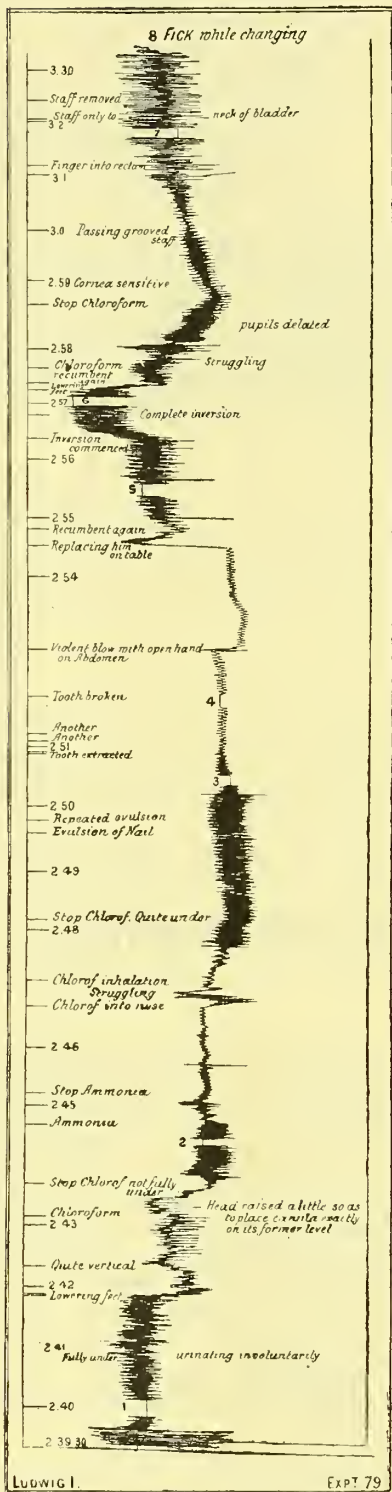 8 FICK while changing
3.30
Staff removed
Staff only to neck of bladder
3.2
7
Finger into rectum
3.1
3.0 Passing grooved
staff
2.59 Cornea sensitive
Stop Chloroform
pupils delated
2.58
Struggling
Chloroform
recumbent
again
Lowering
feet
2.57
6
Complete inversion
Inversion
commenced
2.56
5
2.55
Recumbent again
Replacing him
on table
2.54
Violent blow with open hand
on Abdomen
Tooth broken
4
Another
Another
2.51
Tooth extracted
3
2.50
Repeated evulsion
Evulsion of Nail
2.49
Stop Chlorof. Quite under
2.48
Chlorof inhalation
Struggling
Chlorof into nose
2 46
Stop Ammonia
2.45
Ammonia
2
Stop Chlorof not fully
under
Head raised a little so as
to place canula exactly
on its former level
Chloroform
2.43
Quite vertical
2.42
Lowering feet
2 41
Fully under urinating involuntarily
2.40
1
2.39 30
LUDWIG I. EXPT 79